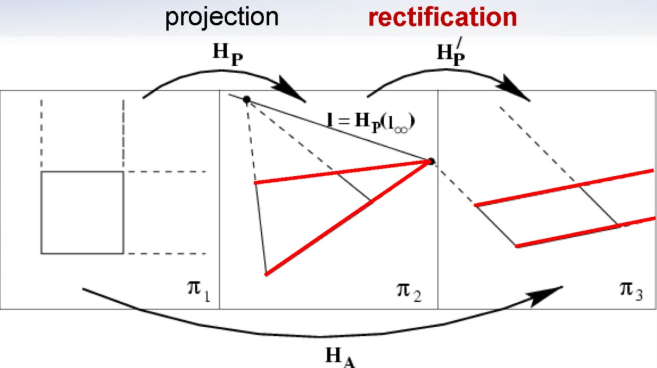 projection rectification
H_P H_P'
l = H_P(l_∞)
π_1 π_2 π_3
H_A